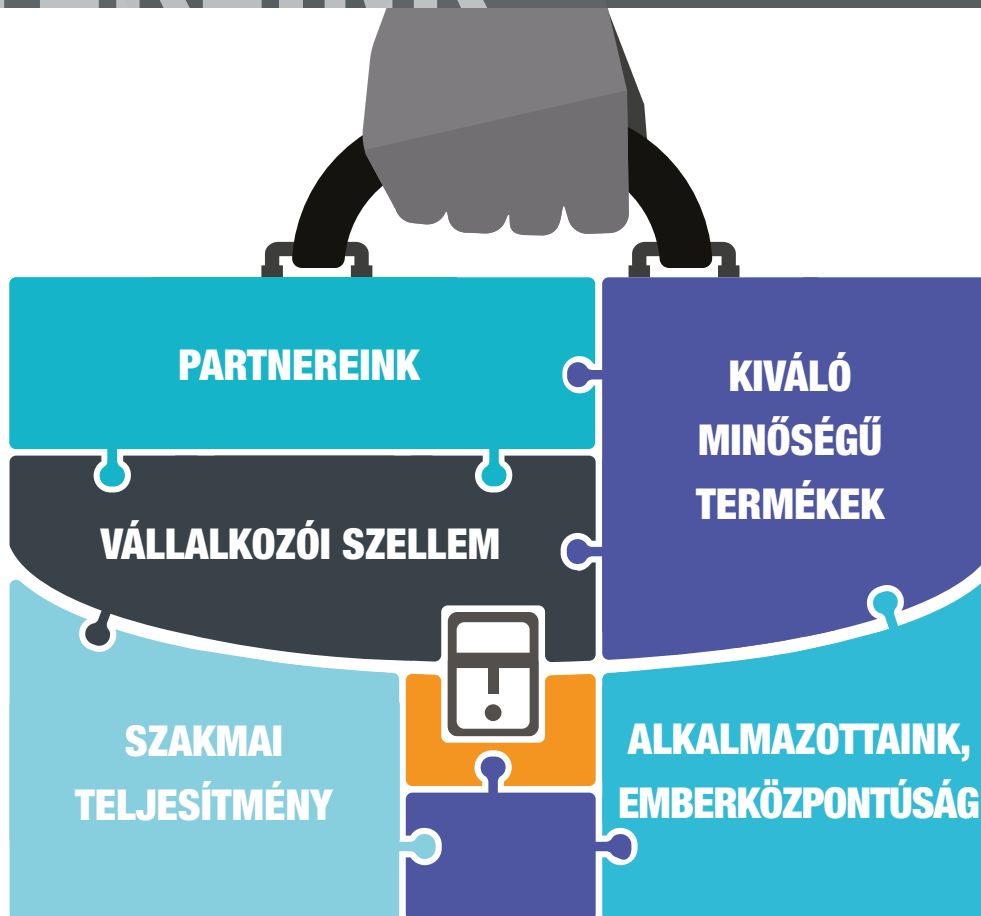 PARTNEREINK
KIVÁLÓ
MINŐSÉGŰ
TERMÉKEK
VÁLLALKOZÓI SZELLEM
SZAKMAI
TELJESÍTMÉNY
ALKALMAZOTTAINK,
EMBERKÖZPONTÚSÁG